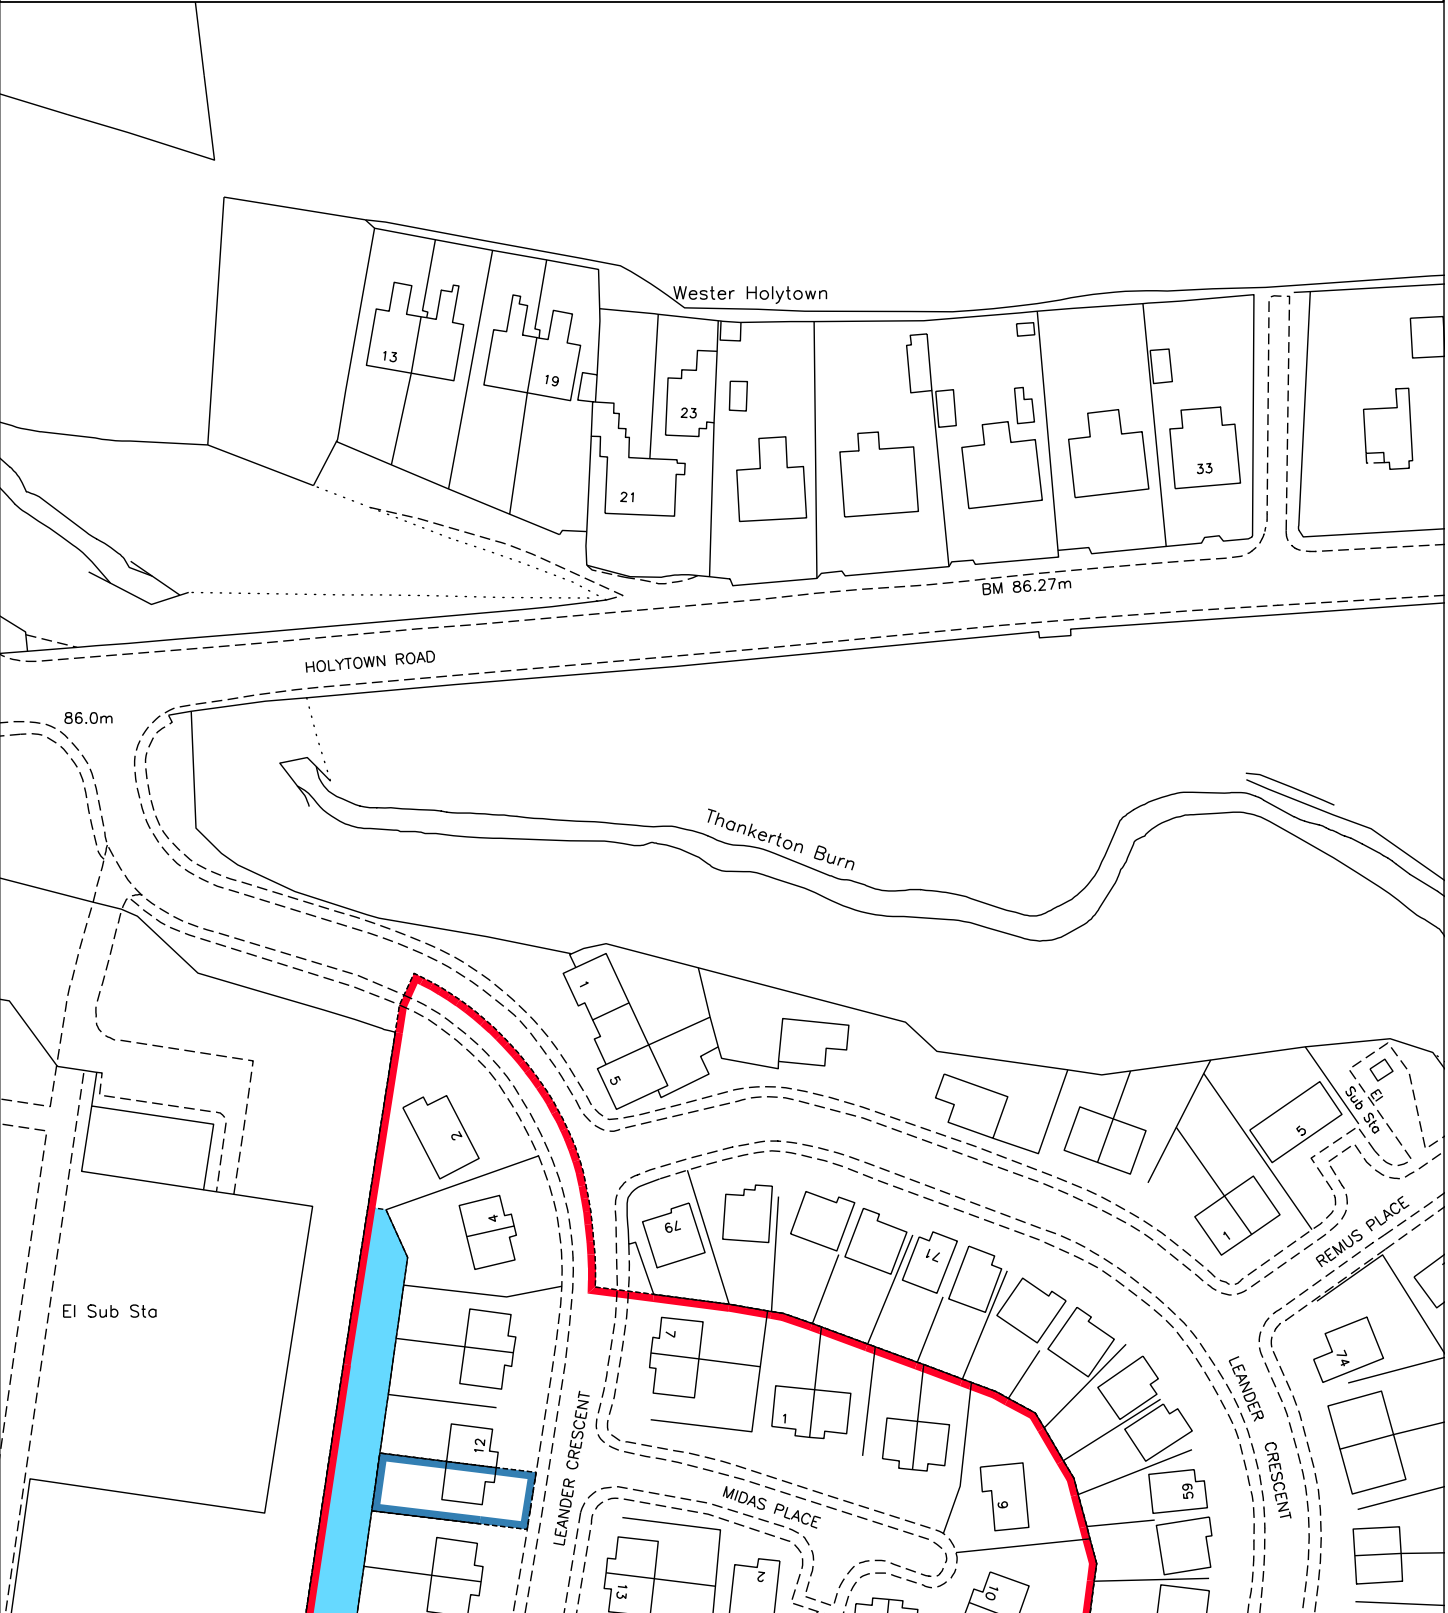 Wester Holytown
13
19
23
21
33
BM 86.27m
HOLYTOWN ROAD
86.0m
Thankerton Burn
1
5
El
Sub Sta
5
2
4
79
71
1
REMUS PLACE
El Sub Sta
7
74
LEANDER CRESCENT
1
12
LEANDER CRESCENT
MIDAS PLACE
9
59
13
2
10